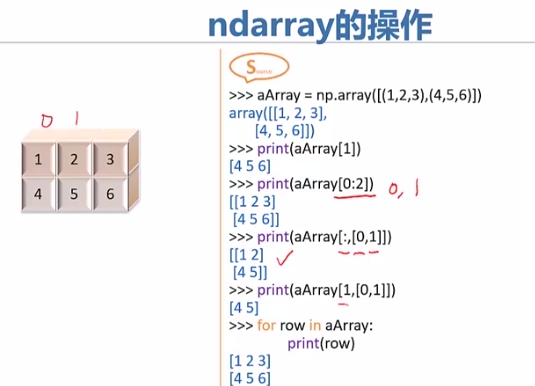 ndarray的操作
Source
>>> aArray = np.array([(1,2,3),(4,5,6)])
array([[1, 2, 3],
[4, 5, 6]])
>>> print(aArray[1])
[4 5 6]
>>> print(aArray[0:2])
0, 1
[[1 2 3]
[4 5 6]]
>>> print(aArray[:,[0,1]])
[[1 2]
[4 5]]
>>> print(aArray[1,[0,1]])
[4 5]
>>> for row in aArray:
print(row)
[1 2 3]
[4 5 6]
0 1
1 2 3
4 5 6